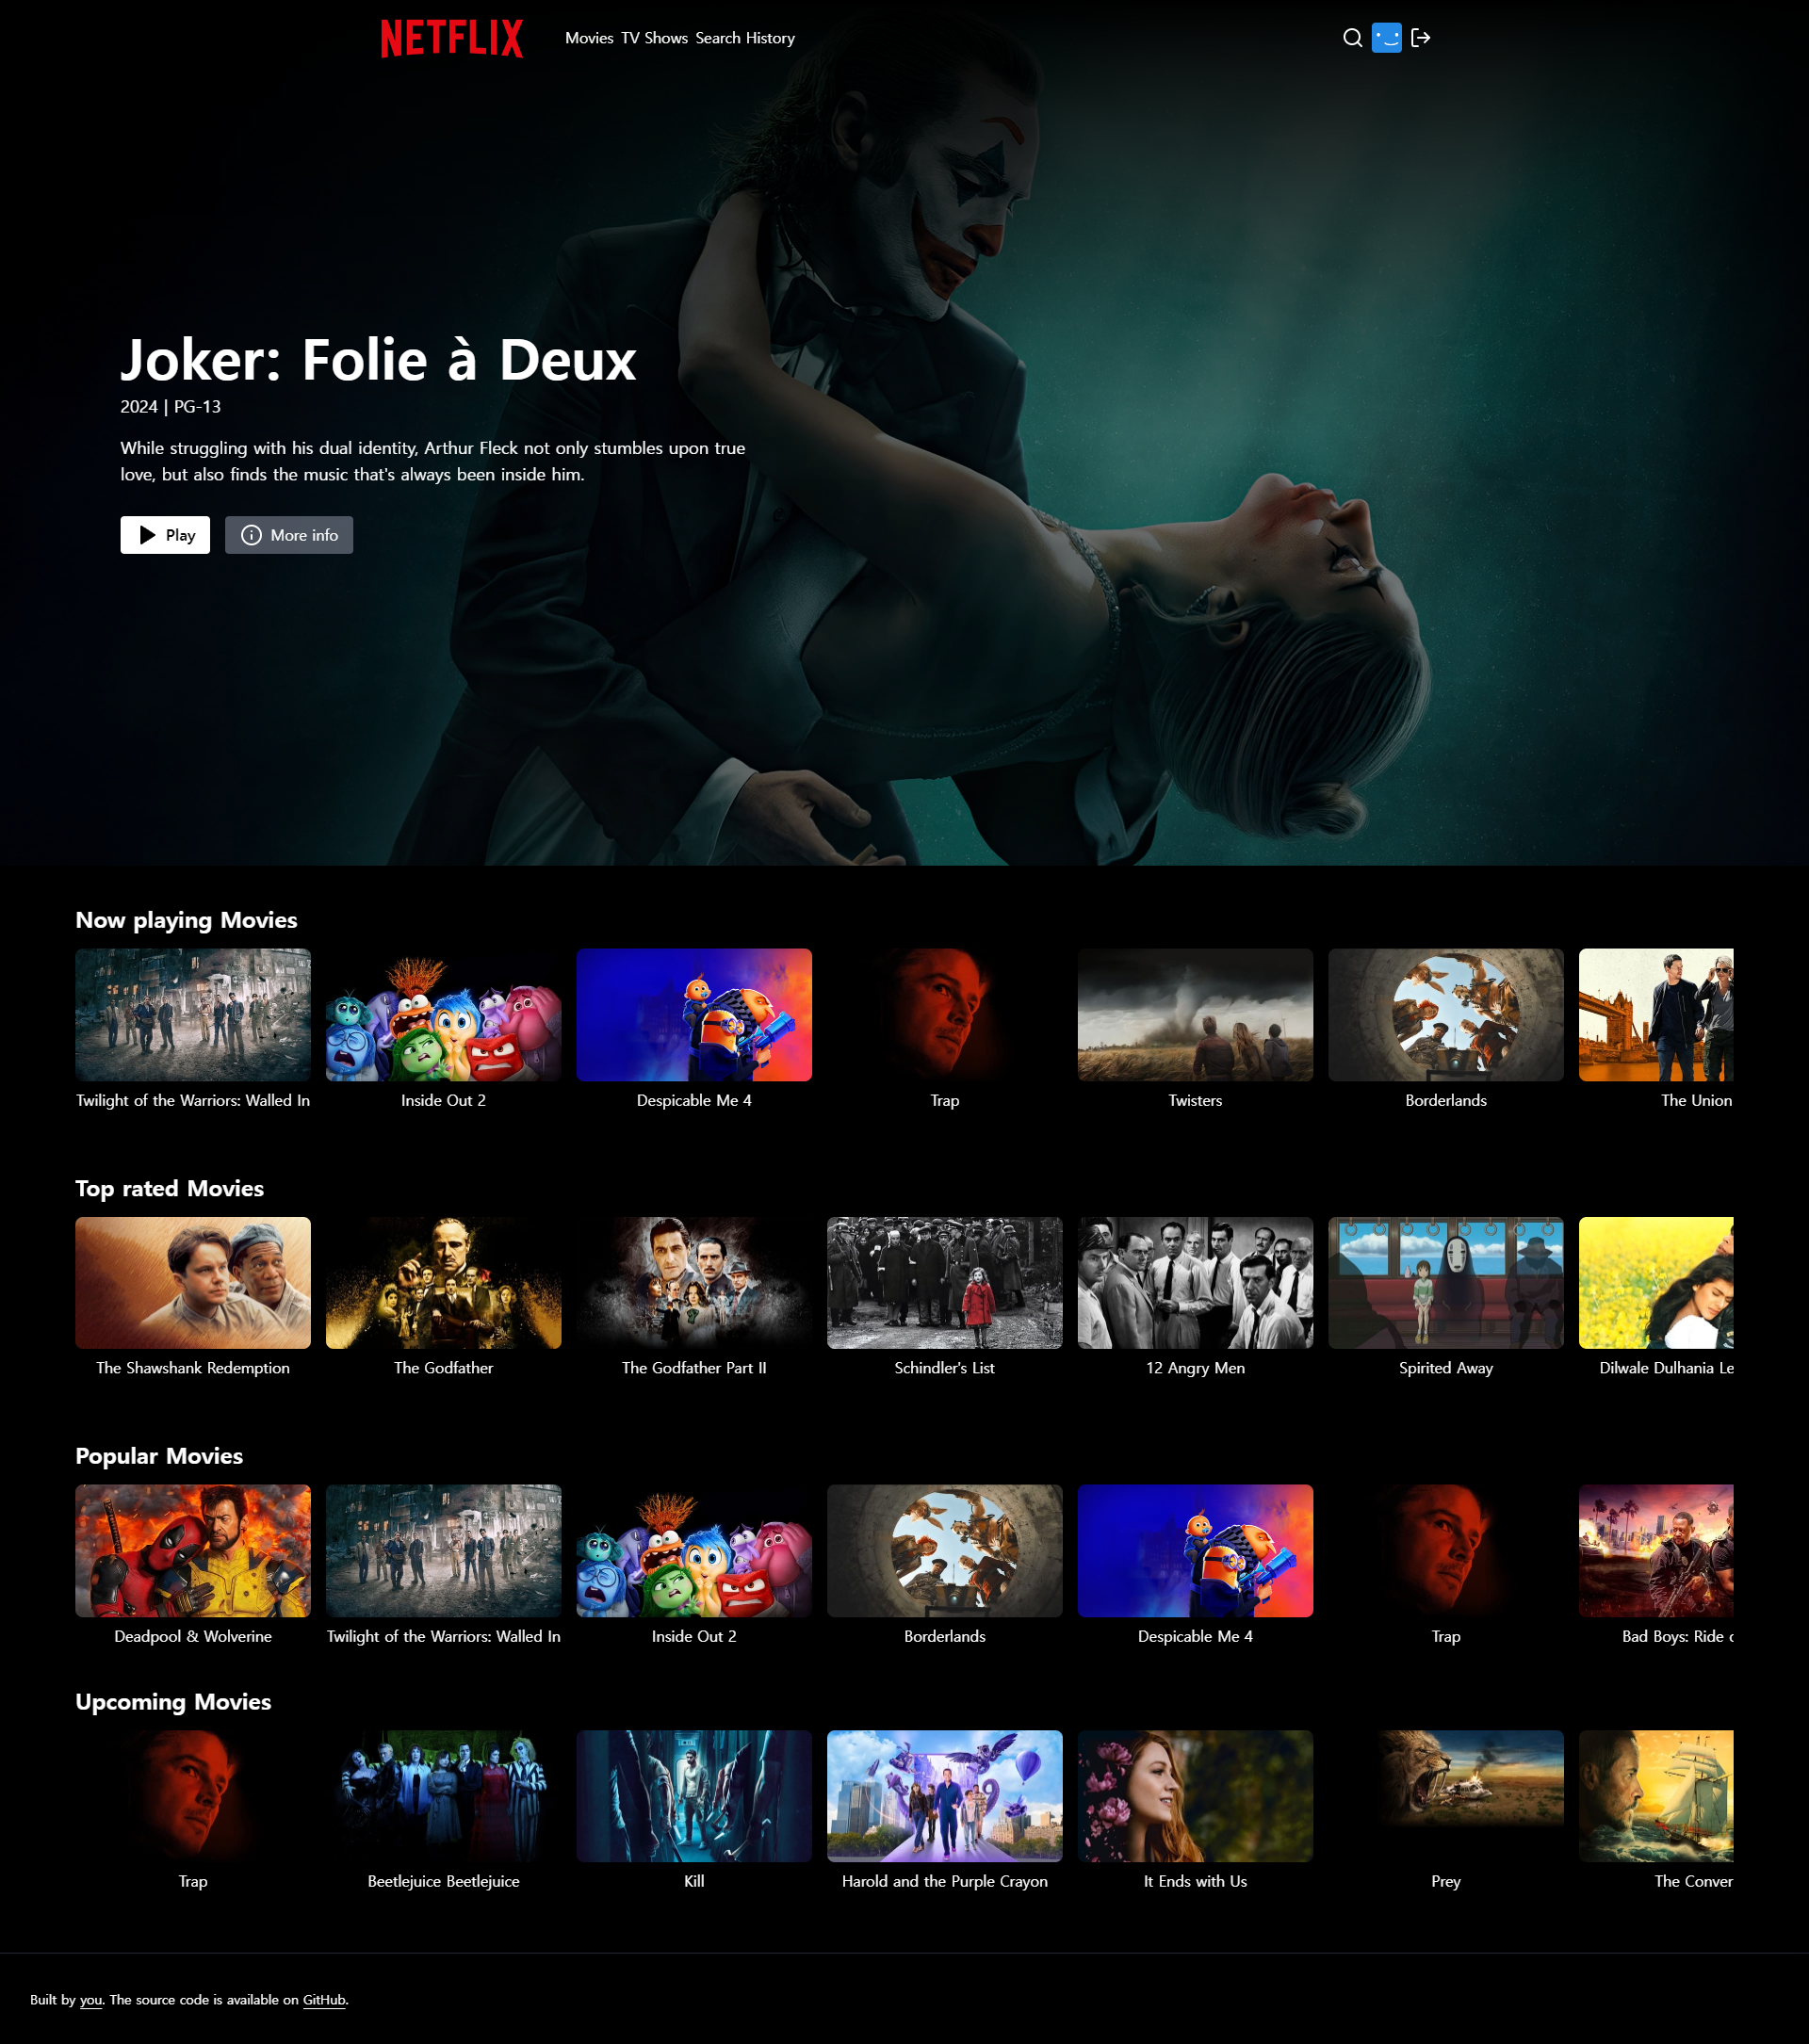 NETFLIX
Movies TV Shows Search History
Joker: Folie à Deux
2024 | PG-13
While struggling with his dual identity, Arthur Fleck not only stumbles upon true
love, but also finds the music that's always been inside him.
Play More info
Now playing Movies
Twilight of the Warriors: Walled In Inside Out 2 Despicable Me 4 Trap Twisters Borderlands The Union
Top rated Movies
The Shawshank Redemption The Godfather The Godfather Part II Schindler's List 12 Angry Men Spirited Away Dilwale Dulhania Le
Popular Movies
Deadpool & Wolverine Twilight of the Warriors: Walled In Inside Out 2 Borderlands Despicable Me 4 Trap Bad Boys: Ride
Upcoming Movies
Trap Beetlejuice Beetlejuice Kill Harold and the Purple Crayon It Ends with Us Prey The Conver
Built by you. The source code is available on GitHub.